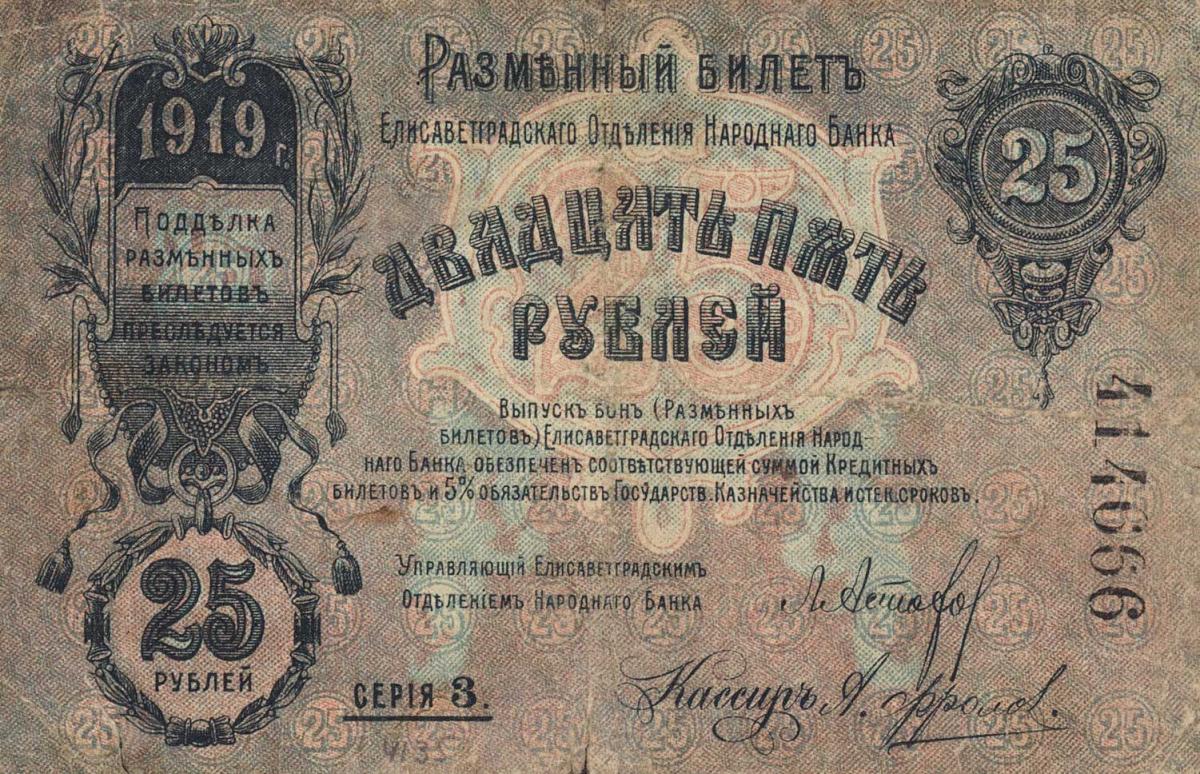 1919 г.
Поддѣлка
размѣнныхъ
билетовъ
преслѣдуется
закономъ
25
рублей
Размѣнный билетъ
Елисаветградскаго Отдѣленія Народнаго Банка
Двадцать пять
рублей
Выпускъ бонъ (Размѣнныхъ
билетовъ) Елисаветградскаго Отдѣленія Народ-
наго Банка обезпеченъ соотвѣтствующей суммой Кредитныхъ
билетовъ и 5% обязательствъ Государств. Казначейства истек. сроковъ.
Управляющій Елисаветградскимъ
Отдѣленіемъ Народнаго Банка
Кассиръ А. Фролов.
Серія 3.
25
414666